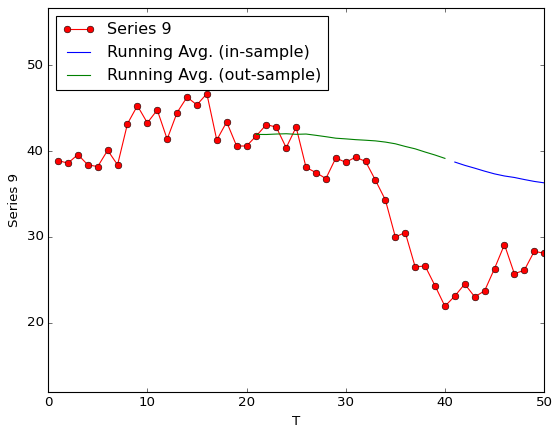 Series 9
Running Avg. (in-sample)
Running Avg. (out-sample)
50
40
30
20
Series 9
0 10 20 30 40 50
T